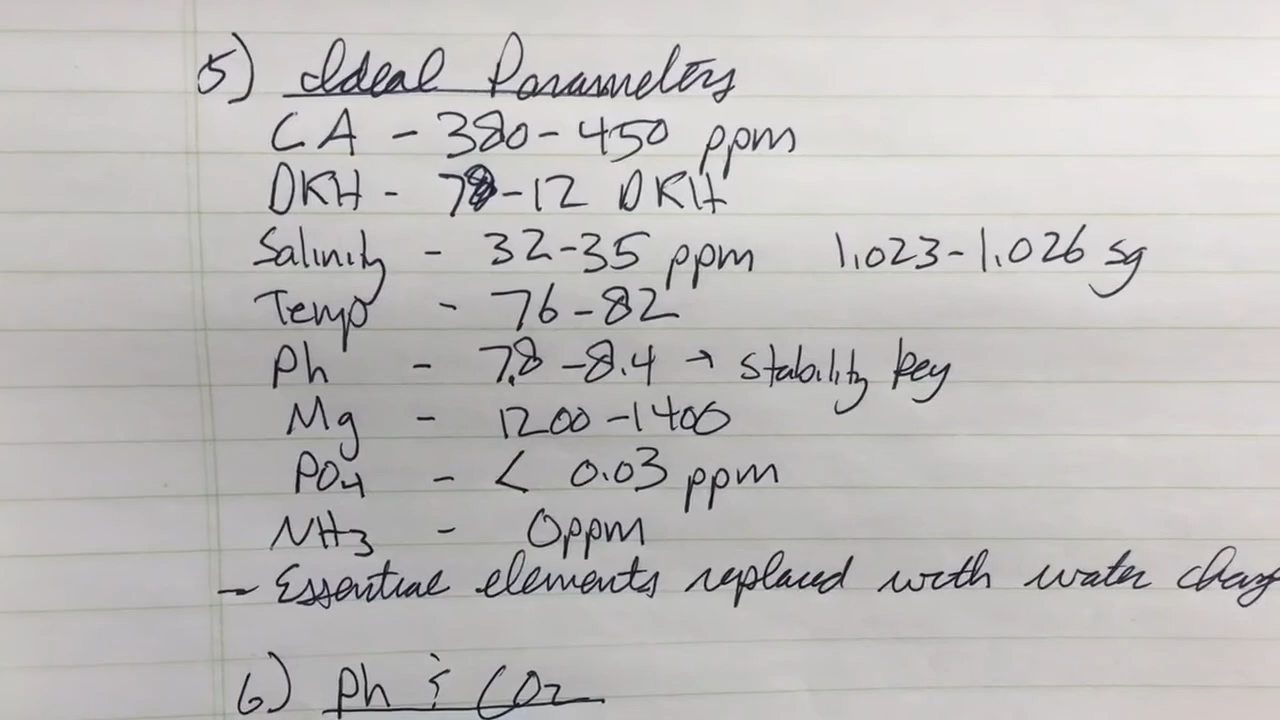 5) Ideal Parameters
CA - 380-450 ppm
DKH - 7-12 DKH
Salinity - 32-35 ppm 1.023-1.026 sg
Temp - 76-82
Ph - 7.8-8.4 → stability key
Mg - 1200-1400
PO4 - < 0.03 ppm
NH3 - 0ppm
- Essential elements replaced with water chang
6) Ph & CO2